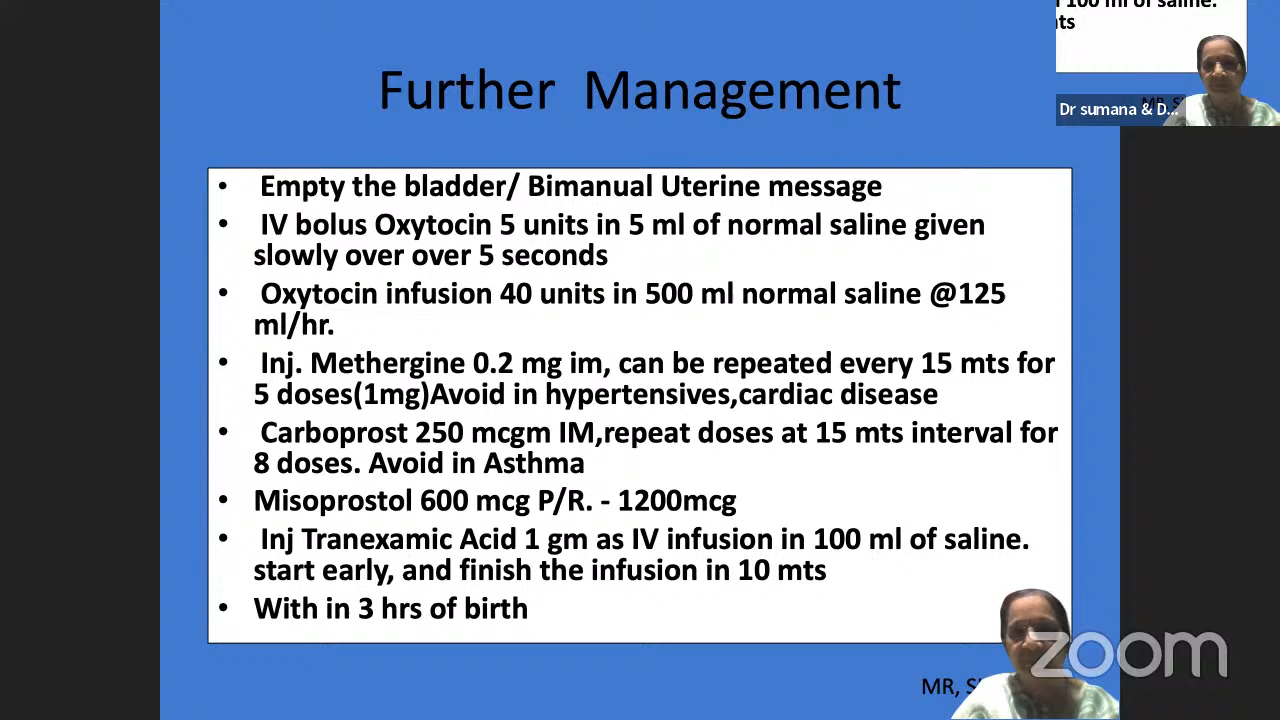 100 ml of saline.
Dr sumana & D...
Further Management
• Empty the bladder/ Bimanual Uterine message
• IV bolus Oxytocin 5 units in 5 ml of normal saline given
slowly over over 5 seconds
• Oxytocin infusion 40 units in 500 ml normal saline @125
ml/hr.
• Inj. Methergine 0.2 mg im, can be repeated every 15 mts for
5 doses(1mg)Avoid in hypertensives,cardiac disease
• Carboprost 250 mcgm IM,repeat doses at 15 mts interval for
8 doses. Avoid in Asthma
• Misoprostol 600 mcg P/R. - 1200mcg
• Inj Tranexamic Acid 1 gm as IV infusion in 100 ml of saline.
start early, and finish the infusion in 10 mts
• With in 3 hrs of birth
zoom
MR,